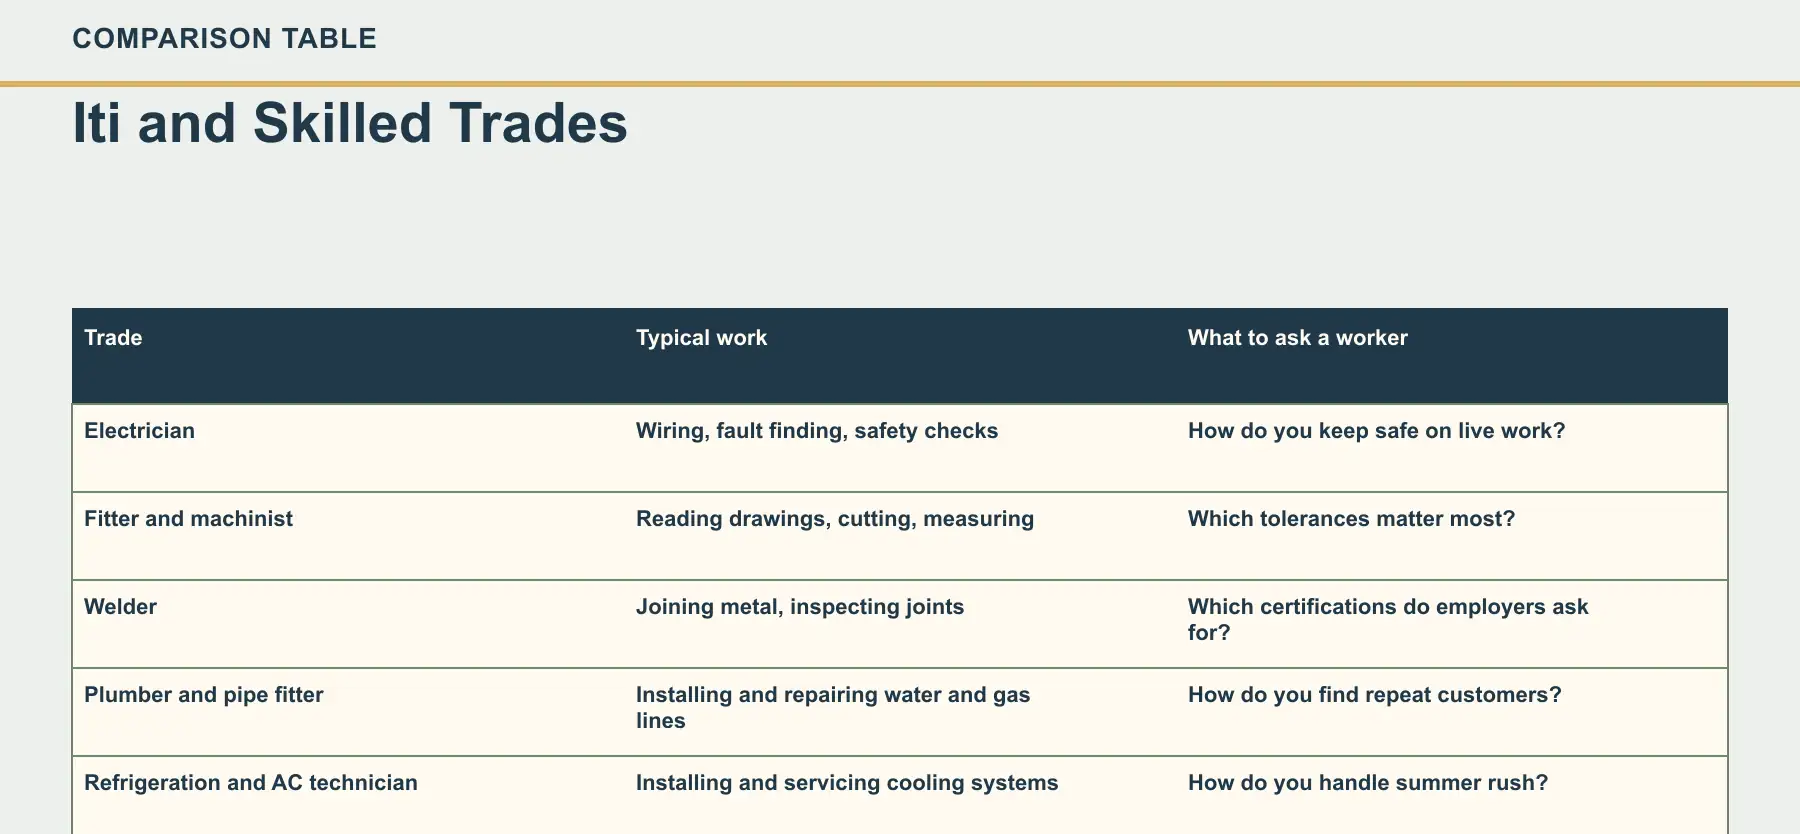 COMPARISON TABLE
Iti and Skilled Trades
Trade
Typical work
What to ask a worker
Electrician
Wiring, fault finding, safety checks
How do you keep safe on live work?
Fitter and machinist
Reading drawings, cutting, measuring
Which tolerances matter most?
Welder
Joining metal, inspecting joints
Which certifications do employers ask
for?
Plumber and pipe fitter
Installing and repairing water and gas
lines
How do you find repeat customers?
Refrigeration and AC technician
Installing and servicing cooling systems
How do you handle summer rush?